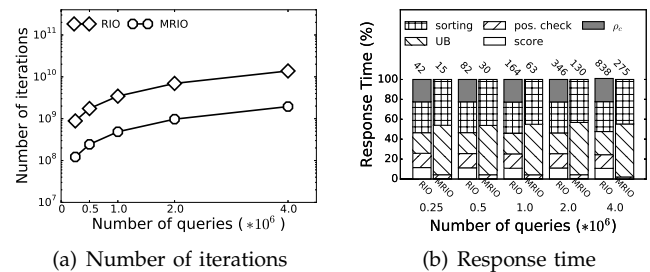 RIO MRIO
Number of iterations
10^11
10^10
10^9
10^8
10^7
0 0.5 1.0 2.0 4.0
Number of queries (*10^6)
(a) Number of iterations
sorting pos. check ρ_c
UB score
Response Time (%)
42 15 82 30 164 63 346 130 838 275
100
80
60
40
20
0
RIO MRIO RIO MRIO RIO MRIO RIO MRIO RIO MRIO
0.25 0.5 1.0 2.0 4.0
Number of queries (*10^6)
(b) Response time